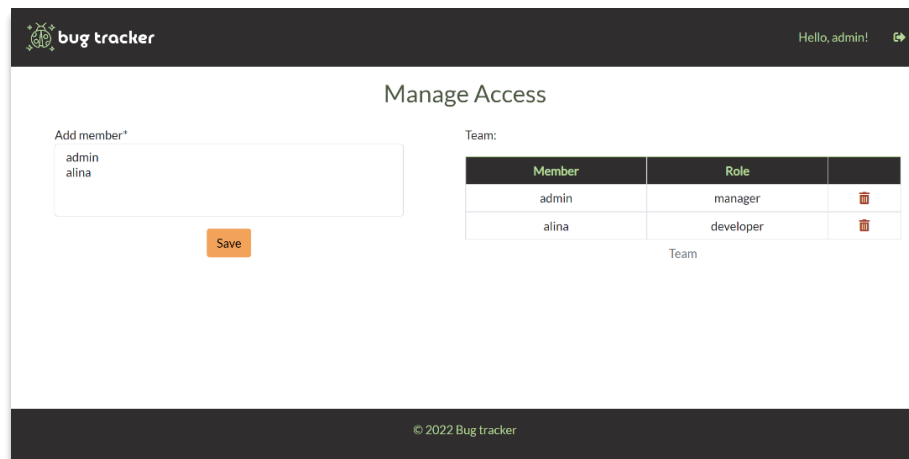 bug tracker
Hello, admin!
Manage Access
Add member*
admin
alina
Save
Team:
Member Role
admin manager
alina developer
Team
© 2022 Bug tracker